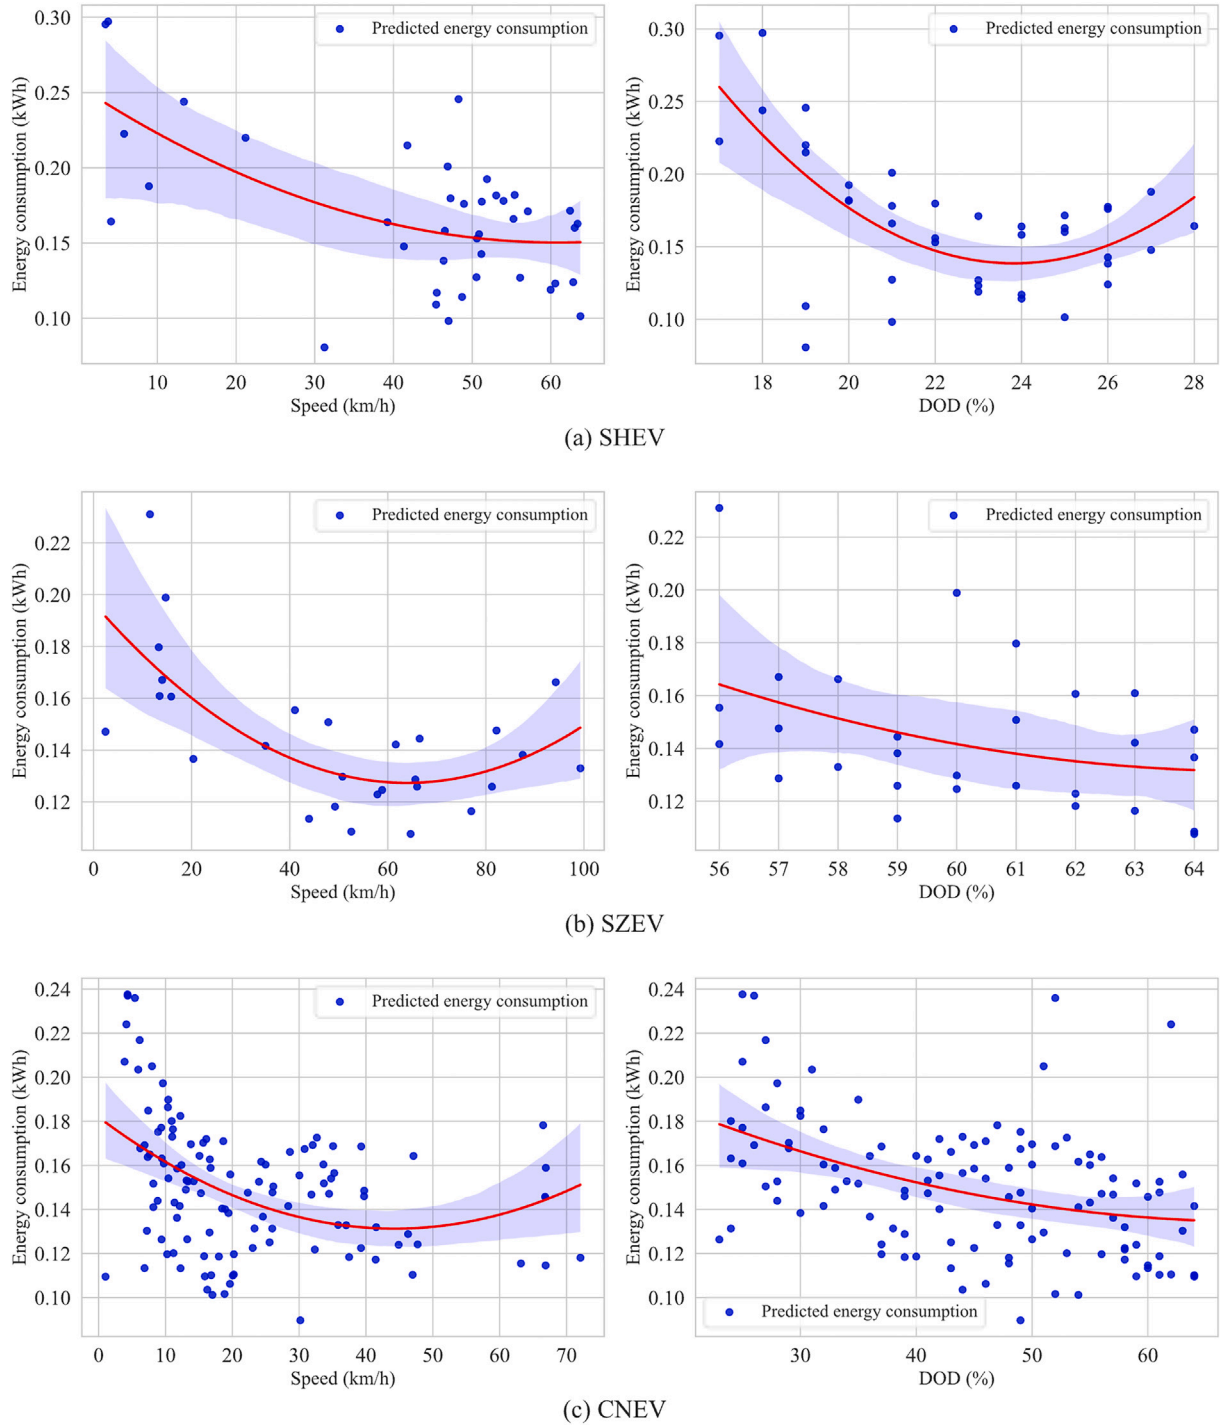 Predicted energy consumption
Energy consumption (kWh)
0.30
0.25
0.20
0.15
0.10
10 20 30 40 50 60
Speed (km/h)
Predicted energy consumption
Energy consumption (kWh)
0.30
0.25
0.20
0.15
0.10
18 20 22 24 26 28
DOD (%)
(a) SHEV
Predicted energy consumption
Energy consumption (kWh)
0.22
0.20
0.18
0.16
0.14
0.12
0 20 40 60 80 100
Speed (km/h)
Predicted energy consumption
Energy consumption (kWh)
0.22
0.20
0.18
0.16
0.14
0.12
56 57 58 59 60 61 62 63 64
DOD (%)
(b) SZEV
Predicted energy consumption
Energy consumption (kWh)
0.24
0.22
0.20
0.18
0.16
0.14
0.12
0.10
0 10 20 30 40 50 60 70
Speed (km/h)
Energy consumption (kWh)
0.24
0.22
0.20
0.18
0.16
0.14
0.12
0.10
Predicted energy consumption
30 40 50 60
DOD (%)
(c) CNEV